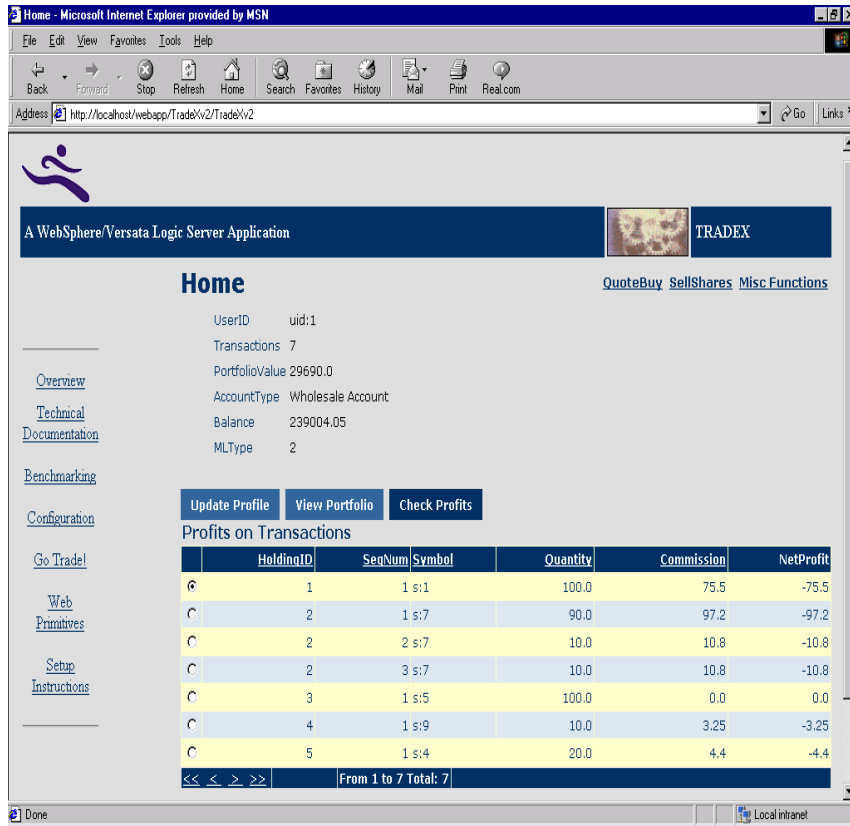 Home - Microsoft Internet Explorer provided by MSN
File Edit View Favorites Tools Help
Back Forward Stop Refresh Home Search Favorites History Mail Print Real.com
Address http://localhost/webapp/TradeXv2/TradeXv2 Go Links
A WebSphere/Versata Logic Server Application
TRADEX
Home
QuoteBuy SellShares Misc Functions
UserID uid:1
Transactions 7
PortfolioValue 29690.0
AccountType Wholesale Account
Balance 239004.05
MLType 2
Overview
Technical
Documentation
Benchmarking
Configuration
Go Trade!
Web
Primitives
Setup
Instructions
Update Profile View Portfolio Check Profits
Profits on Transactions
HoldingID SeqNum Symbol Quantity Commission NetProfit
1 1 s:1 100.0 75.5 -75.5
2 1 s:7 90.0 97.2 -97.2
2 2 s:7 10.0 10.8 -10.8
2 3 s:7 10.0 10.8 -10.8
3 1 s:5 100.0 0.0 0.0
4 1 s:9 10.0 3.25 -3.25
5 1 s:4 20.0 4.4 -4.4
<< < > >> From 1 to 7 Total: 7
Done Local intranet